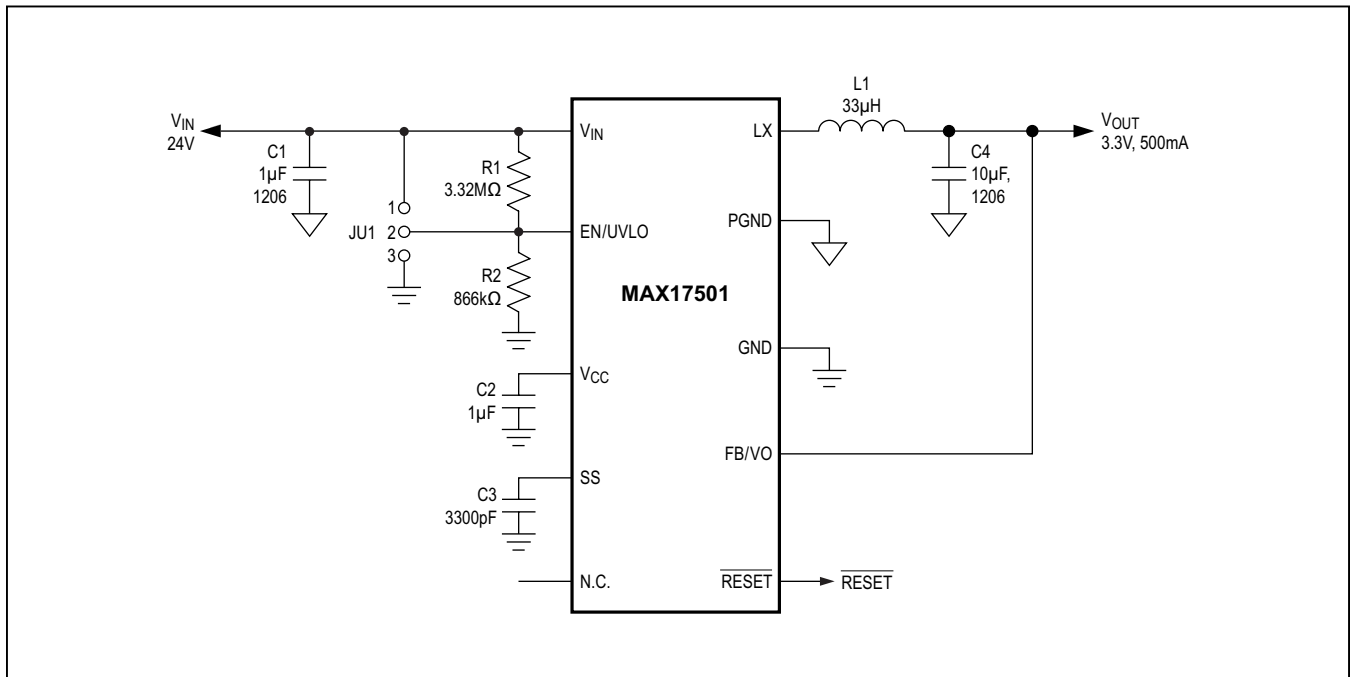 V_IN
24V
C1
1µF
1206
JU1
1
2
3
R1
3.32MΩ
R2
866kΩ
C2
1µF
C3
3300pF
V_IN
EN/UVLO
V_CC
SS
N.C.
MAX17501
LX
PGND
GND
FB/VO
RESET
RESET
L1
33µH
C4
10µF,
1206
V_OUT
3.3V, 500mA